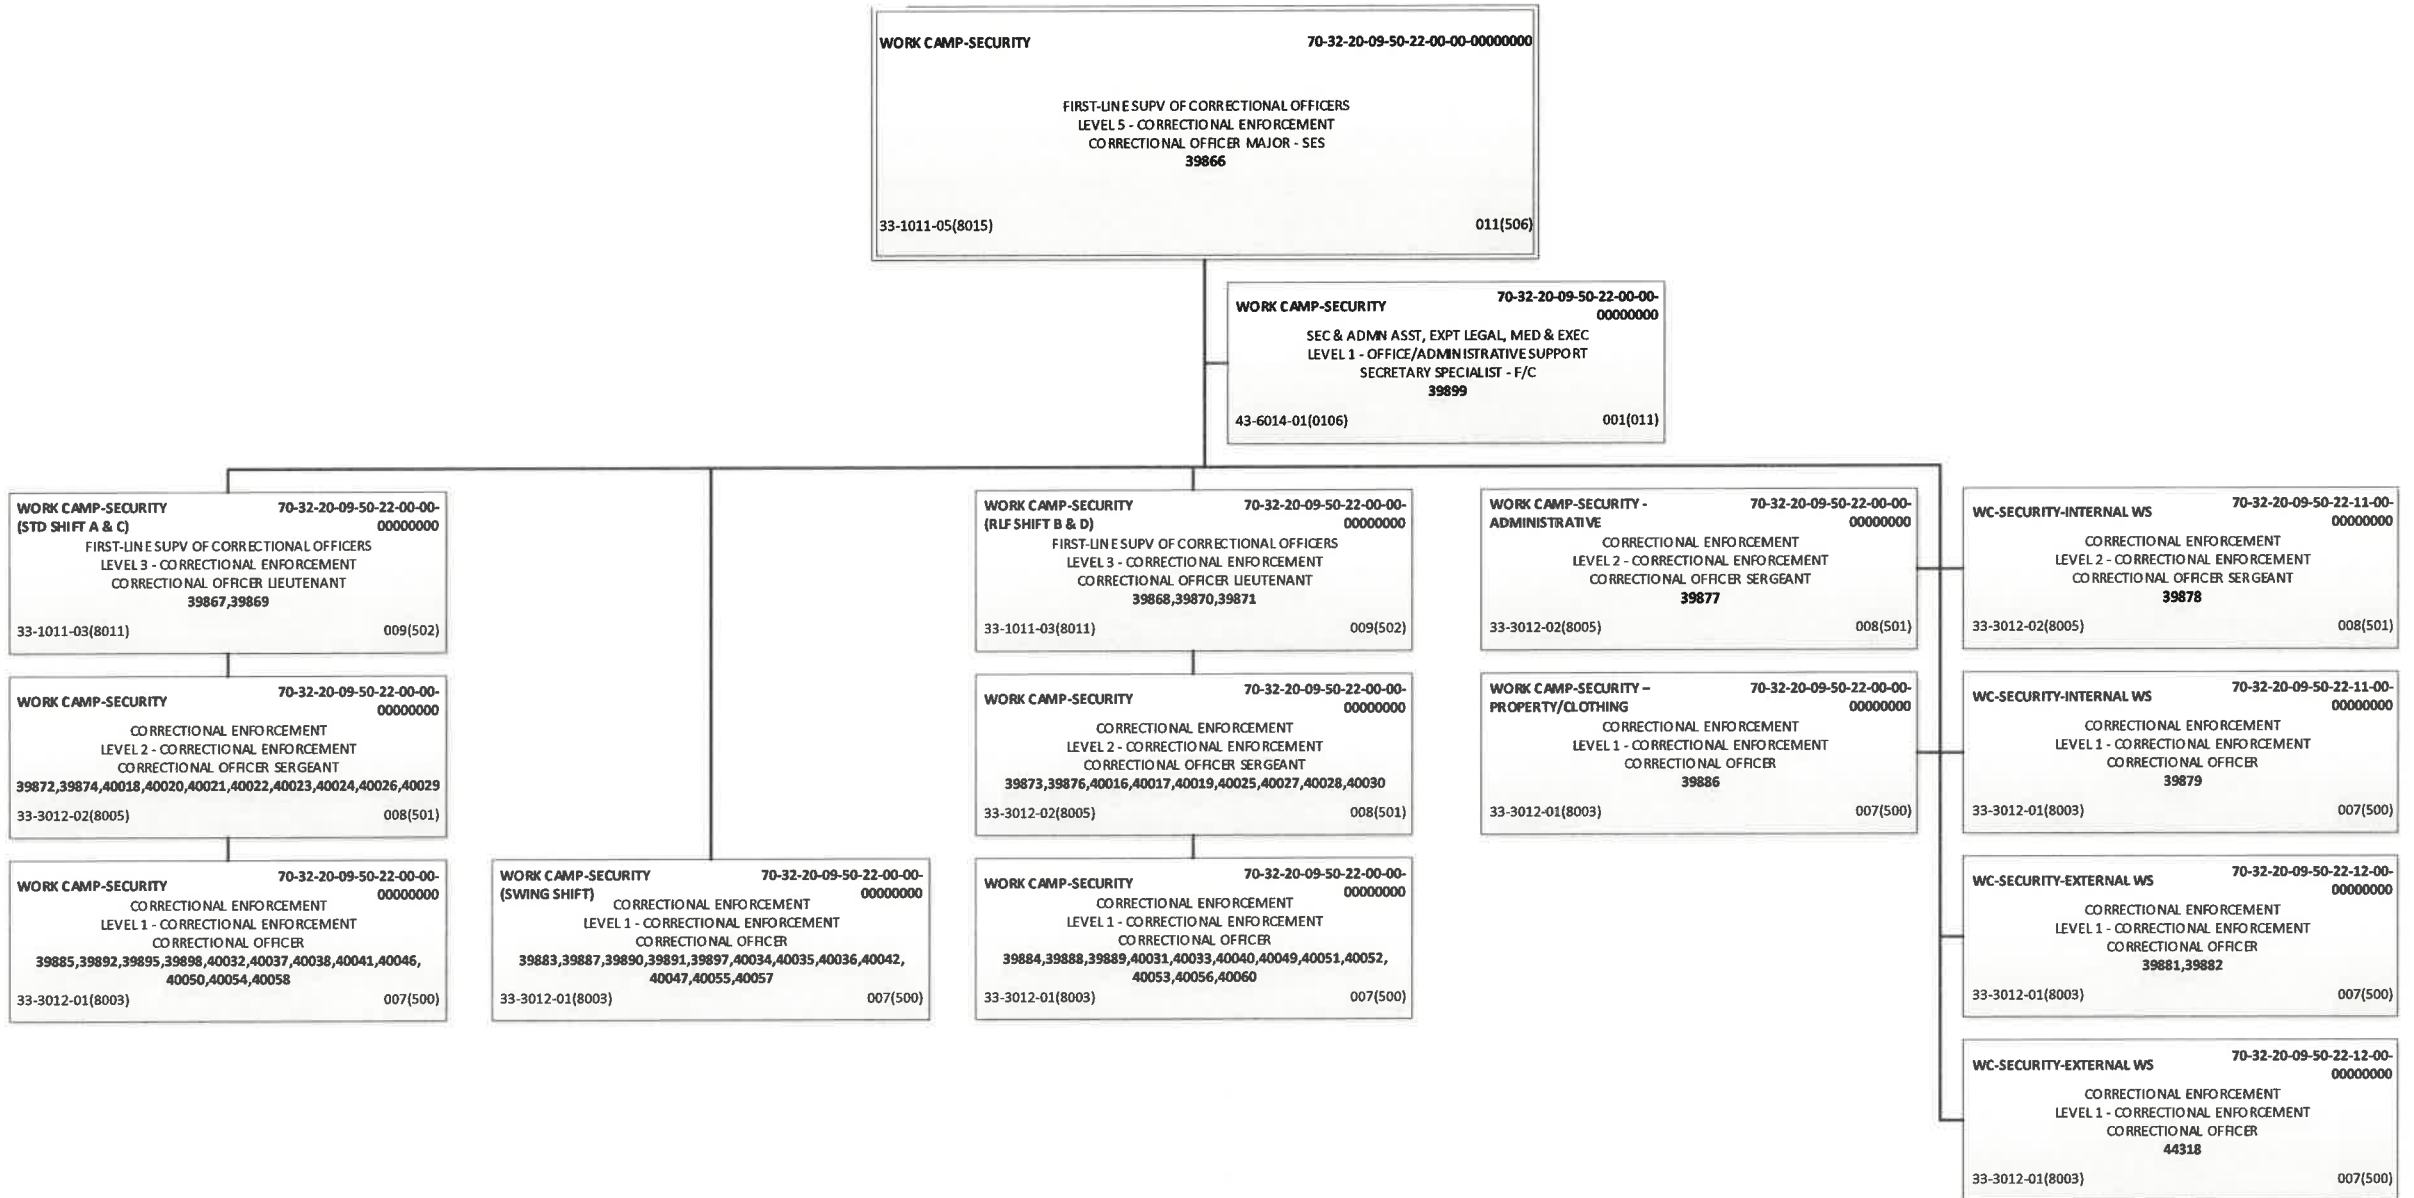 WORK CAMP-SECURITY 70-32-20-09-50-22-00-00-00000000
FIRST-LINE SUPV OF CORRECTIONAL OFFICERS
LEVEL 5 - CORRECTIONAL ENFORCEMENT
CORRECTIONAL OFFICER MAJOR - SES
39866
33-1011-05(8015) 011(506)
WORK CAMP-SECURITY 70-32-20-09-50-22-00-00-
00000000
SEC & ADMN ASST, EXPT LEGAL, MED & EXEC
LEVEL 1 - OFFICE/ADMINISTRATIVE SUPPORT
SECRETARY SPECIALIST - F/C
39899
43-6014-01(0106) 001(011)
WORK CAMP-SECURITY 70-32-20-09-50-22-00-00-
(STD SHIFT A & C) 00000000
FIRST-LINE SUPV OF CORRECTIONAL OFFICERS
LEVEL 3 - CORRECTIONAL ENFORCEMENT
CORRECTIONAL OFFICER LIEUTENANT
39867,39869
33-1011-03(8011) 009(502)
WORK CAMP-SECURITY 70-32-20-09-50-22-00-00-
00000000
CORRECTIONAL ENFORCEMENT
LEVEL 2 - CORRECTIONAL ENFORCEMENT
CORRECTIONAL OFFICER SERGEANT
39872,39874,40018,40020,40021,40022,40023,40024,40026,40029
33-3012-02(8005) 008(501)
WORK CAMP-SECURITY 70-32-20-09-50-22-00-00-
00000000
CORRECTIONAL ENFORCEMENT
LEVEL 1 - CORRECTIONAL ENFORCEMENT
CORRECTIONAL OFFICER
39885,39892,39895,39898,40032,40037,40038,40041,40046,
40050,40054,40058
33-3012-01(8003) 007(500)
WORK CAMP-SECURITY 70-32-20-09-50-22-00-00-
(SWING SHIFT) 00000000
CORRECTIONAL ENFORCEMENT
LEVEL 1 - CORRECTIONAL ENFORCEMENT
CORRECTIONAL OFFICER
39883,39887,39890,39891,39897,40034,40035,40036,40042,
40047,40055,40057
33-3012-01(8003) 007(500)
WORK CAMP-SECURITY 70-32-20-09-50-22-00-00-
(RLF SHIFT B & D) 00000000
FIRST-LINE SUPV OF CORRECTIONAL OFFICERS
LEVEL 3 - CORRECTIONAL ENFORCEMENT
CORRECTIONAL OFFICER LIEUTENANT
39868,39870,39871
33-1011-03(8011) 009(502)
WORK CAMP-SECURITY 70-32-20-09-50-22-00-00-
00000000
CORRECTIONAL ENFORCEMENT
LEVEL 2 - CORRECTIONAL ENFORCEMENT
CORRECTIONAL OFFICER SERGEANT
39873,39876,40016,40017,40019,40025,40027,40028,40030
33-3012-02(8005) 008(501)
WORK CAMP-SECURITY 70-32-20-09-50-22-00-00-
00000000
CORRECTIONAL ENFORCEMENT
LEVEL 1 - CORRECTIONAL ENFORCEMENT
CORRECTIONAL OFFICER
39884,39888,39889,40031,40033,40040,40049,40051,40052,
40053,40056,40060
33-3012-01(8003) 007(500)
WORK CAMP-SECURITY - 70-32-20-09-50-22-00-00-
ADMINISTRATIVE 00000000
CORRECTIONAL ENFORCEMENT
LEVEL 2 - CORRECTIONAL ENFORCEMENT
CORRECTIONAL OFFICER SERGEANT
39877
33-3012-02(8005) 008(501)
WORK CAMP-SECURITY – 70-32-20-09-50-22-00-00-
PROPERTY/CLOTHING 00000000
CORRECTIONAL ENFORCEMENT
LEVEL 1 - CORRECTIONAL ENFORCEMENT
CORRECTIONAL OFFICER
39886
33-3012-01(8003) 007(500)
WC-SECURITY-INTERNAL WS 70-32-20-09-50-22-11-00-
00000000
CORRECTIONAL ENFORCEMENT
LEVEL 2 - CORRECTIONAL ENFORCEMENT
CORRECTIONAL OFFICER SERGEANT
39878
33-3012-02(8005) 008(501)
WC-SECURITY-INTERNAL WS 70-32-20-09-50-22-11-00-
00000000
CORRECTIONAL ENFORCEMENT
LEVEL 1 - CORRECTIONAL ENFORCEMENT
CORRECTIONAL OFFICER
39879
33-3012-01(8003) 007(500)
WC-SECURITY-EXTERNAL WS 70-32-20-09-50-22-12-00-
00000000
CORRECTIONAL ENFORCEMENT
LEVEL 1 - CORRECTIONAL ENFORCEMENT
CORRECTIONAL OFFICER
39881,39882
33-3012-01(8003) 007(500)
WC-SECURITY-EXTERNAL WS 70-32-20-09-50-22-12-00-
00000000
CORRECTIONAL ENFORCEMENT
LEVEL 1 - CORRECTIONAL ENFORCEMENT
CORRECTIONAL OFFICER
44318
33-3012-01(8003) 007(500)